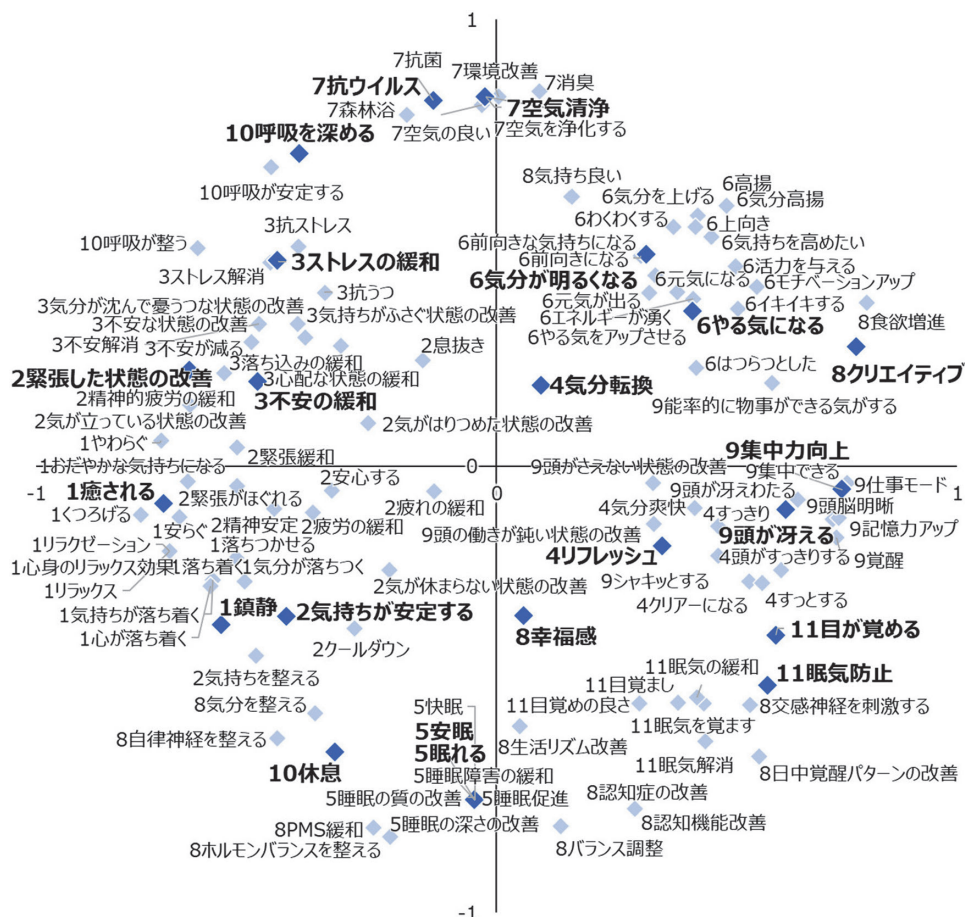 1
7抗菌
7環境改善
7消臭
7抗ウイルス
7空気清浄
7森林浴
7空気の良い
7空気を浄化する
10呼吸を深める
10呼吸が安定する
8気持ち良い
6高揚
6気分を上げる
6気分高揚
6わくわくする
6上向き
3抗ストレス
10呼吸が整う
6前向きな気持ちになる
6気持ちを高めたい
3ストレスの緩和
6前向きになる
6活力を与える
3ストレス解消
6気分が明るくなる
6元気になる
6モチベーションアップ
3抗うつ
3気分が沈んで憂うつな状態の改善
3気持ちがふさぐ状態の改善
6元気が出る
6イキイキする
3不安な状態の改善
6エネルギーが湧く
6やる気になる
8食欲増進
3不安解消
3不安が減る
6やる気をアップさせる
2息抜き
3落ち込みの緩和
6はつらつとした
8クリエイティブ
2緊張した状態の改善
3心配な状態の緩和
4気分転換
2精神的疲労の緩和
3不安の緩和
9能率的に物事ができる気がする
2気が立っている状態の改善
2気がはりつめた状態の改善
1やわらぐ
9集中力向上
2緊張緩和
1おだやかな気持ちになる
2安心する
9頭がさえない状態の改善
9集中できる
-1
0
0
1
1癒される
2緊張がほぐれる
9頭が冴えわたる
9仕事モード
2疲れの緩和
4気分爽快
4すっきり
9頭脳明晰
1くつろげる
1安らぐ
2精神安定
2疲労の緩和
9頭の働きが鈍い状態の改善
9頭が冴える
9記憶力アップ
1リラクゼーション
1落ちつかせる
4リフレッシュ
4頭がすっきりする
9覚醒
1心身のリラックス効果
1落ち着く
1気分が落ちつく
2気が休まらない状態の改善
9シャキッとする
1リラックス
4クリアーになる
4すっとする
1気持ちが落ち着く
1鎮静
2気持ちが安定する
8幸福感
11目が覚める
1心が落ち着く
2クールダウン
11眠気の緩和
11眠気防止
2気持ちを整える
11目覚まし
8気分を整える
5快眠
11目覚めの良さ
8交感神経を刺激する
5安眠
11眠気を覚ます
8自律神経を整える
5眠れる
8生活リズム改善
10休息
11眠気解消
5睡眠障害の緩和
8日中覚醒パターンの改善
5睡眠の質の改善
5睡眠促進
8認知症の改善
8PMS緩和
5睡眠の深さの改善
8認知機能改善
8ホルモンバランスを整える
8バランス調整
-1